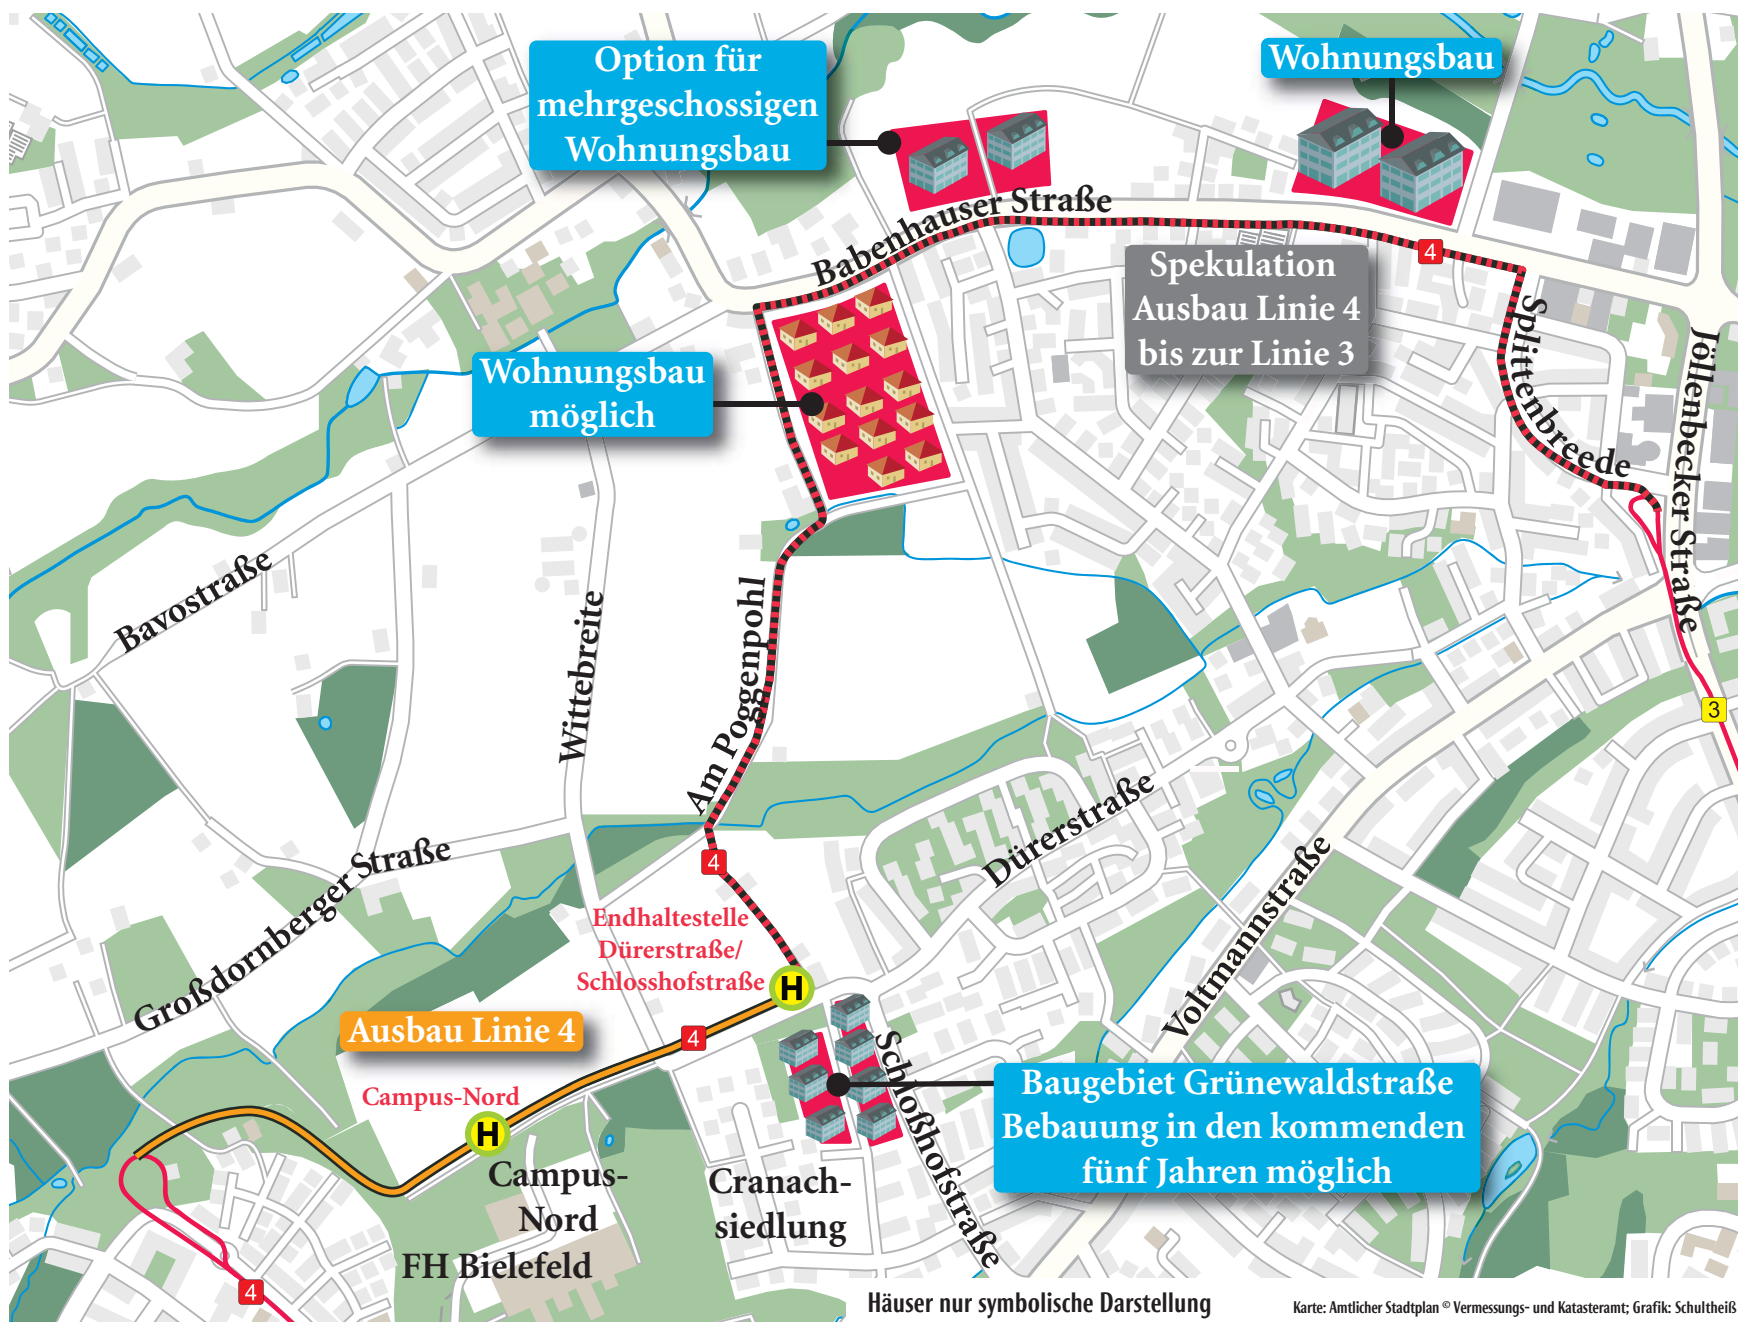 Option für
mehrgeschossigen
Wohnungsbau
Wohnungsbau
Babenhauser Straße
4
Spekulation
Ausbau Linie 4
bis zur Linie 3
Splittenbreede
Jöllenbecker Straße
Wohnungsbau
möglich
Bavostraße
Wittebreite
Am Poggenpohl
3
4
Dürerstraße
Großdornberger Straße
Voltmannstraße
Endhaltestelle
Dürerstraße/
Schlosshofstraße
H
Ausbau Linie 4
4
Schloßhofstraße
Campus-Nord
H
Baugebiet Grünewaldstraße
Bebauung in den kommenden
fünf Jahren möglich
Campus-
Nord
FH Bielefeld
Cranach-
siedlung
4
Häuser nur symbolische Darstellung
Karte: Amtlicher Stadtplan © Vermessungs- und Katasteramt; Grafik: Schultheiß